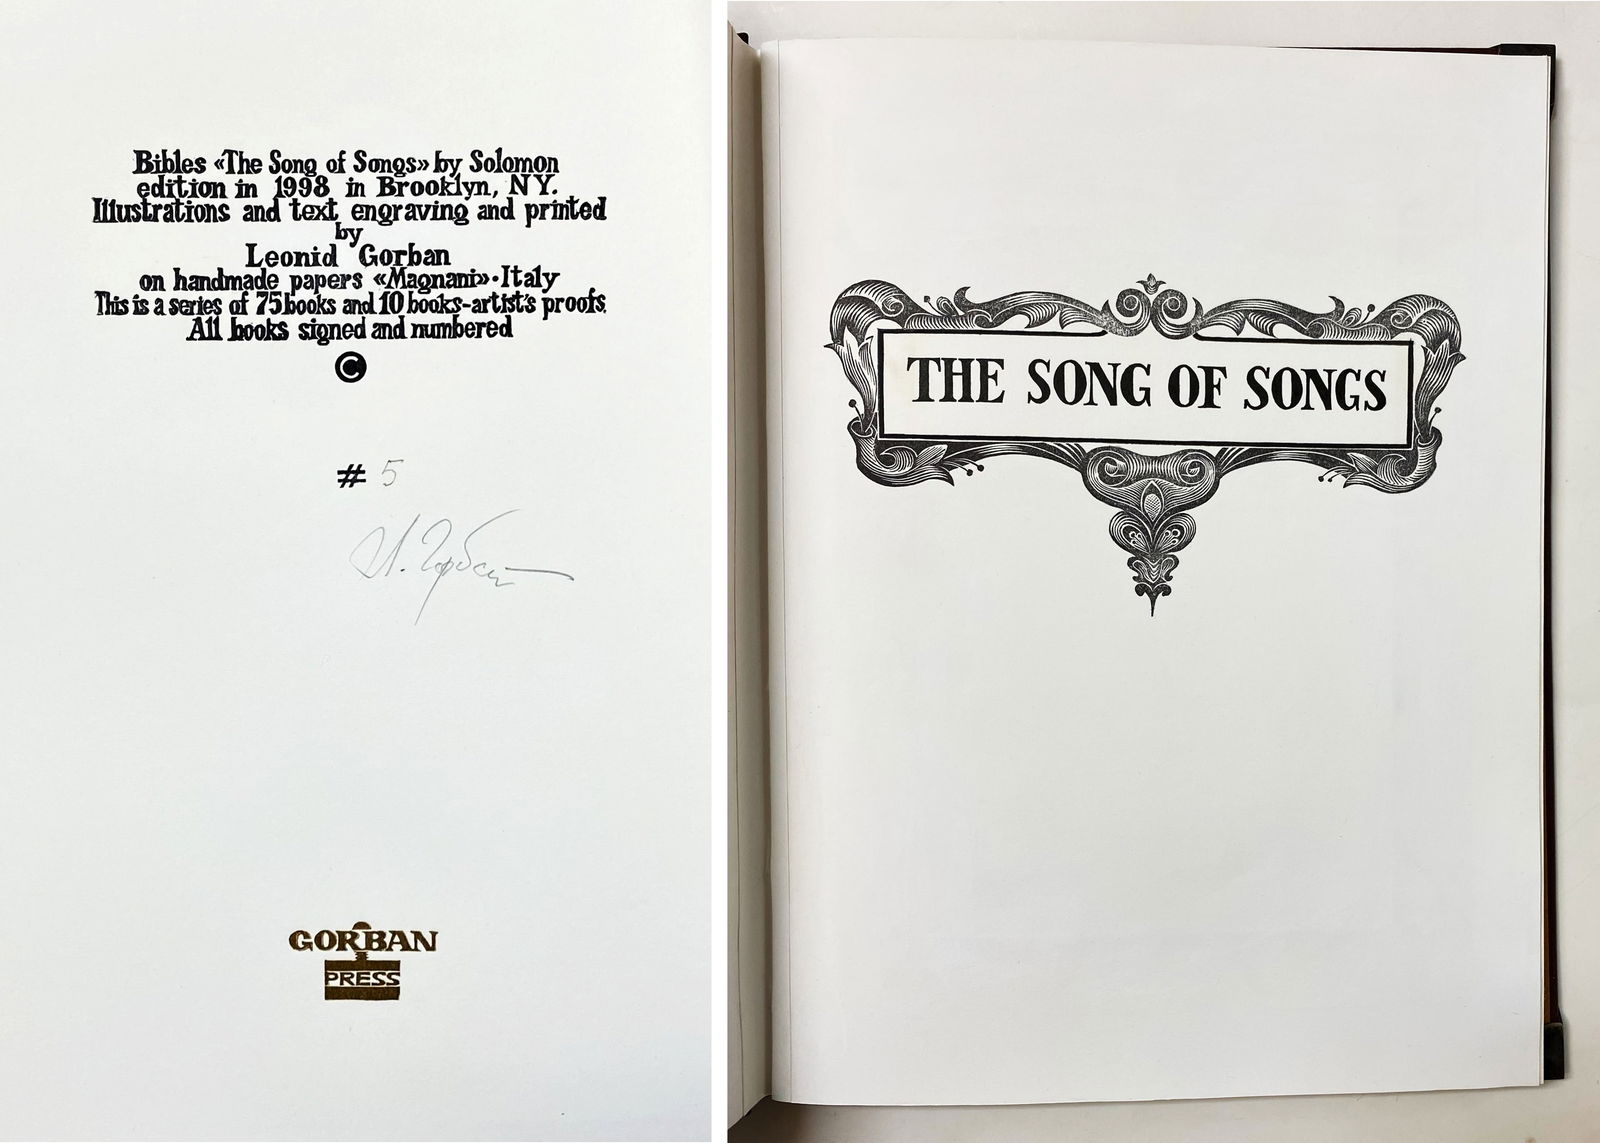 Bibles «The Song of Songs» by Solomon
edition in 1998 in Brooklyn, NY.
Illustrations and text engraving and printed
by
Leonid Gorban
on handmade papers «Magnani»·Italy
This is a series of 75 books and 10 books-artist's proofs.
All books signed and numbered
©
# 5
Л. Горбан
GORBAN
PRESS
THE SONG OF SONGS